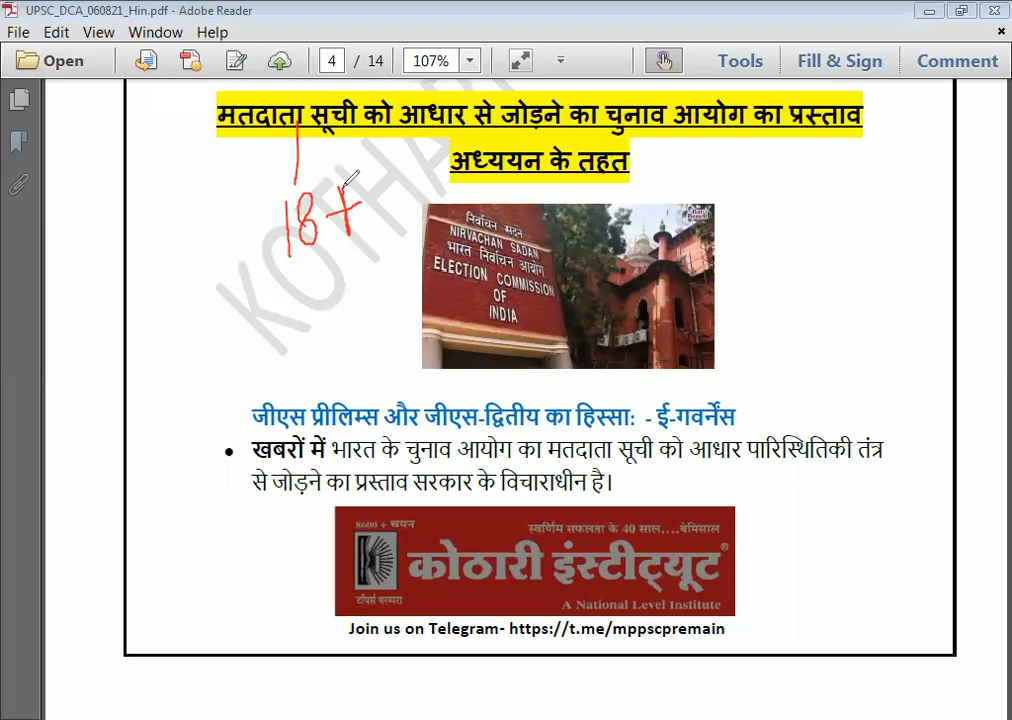 UPSC_DCA_060821_Hin.pdf - Adobe Reader
File Edit View Window Help
Open 4 / 14 107% Tools Fill & Sign Comment
मतदाता सूची को आधार से जोड़ने का चुनाव आयोग का प्रस्ताव
अध्ययन के तहत
18+
KOTHARI
निर्वाचन सदन
NIRVACHAN SADAN
भारत निर्वाचन आयोग
ELECTION COMMISSION
OF
INDIA
जीएस प्रीलिम्स और जीएस-द्वितीय का हिस्सा: - ई-गवर्नेंस
• खबरों में भारत के चुनाव आयोग का मतदाता सूची को आधार पारिस्थितिकी तंत्र
से जोड़ने का प्रस्ताव सरकार के विचाराधीन है।
8600 + चयन
स्वर्णिम सफलता के 40 साल....बेमिसाल
कोठारी इंस्टीट्यूट®
टॉपर्स परम्परा
A National Level Institute
Join us on Telegram- https://t.me/mppscpremain